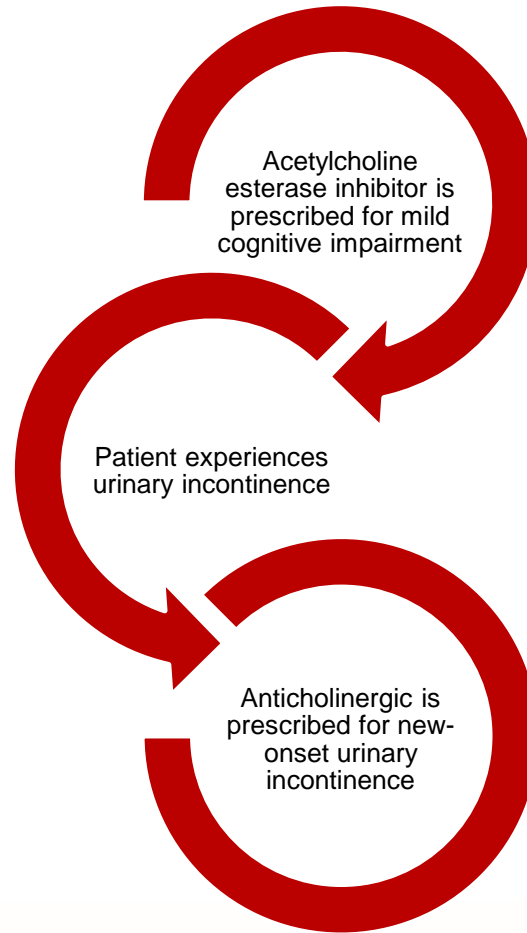 Acetylcholine
esterase inhibitor is
prescribed for mild
cognitive impairment
Patient experiences
urinary incontinence
Anticholinergic is
prescribed for new-
onset urinary
incontinence